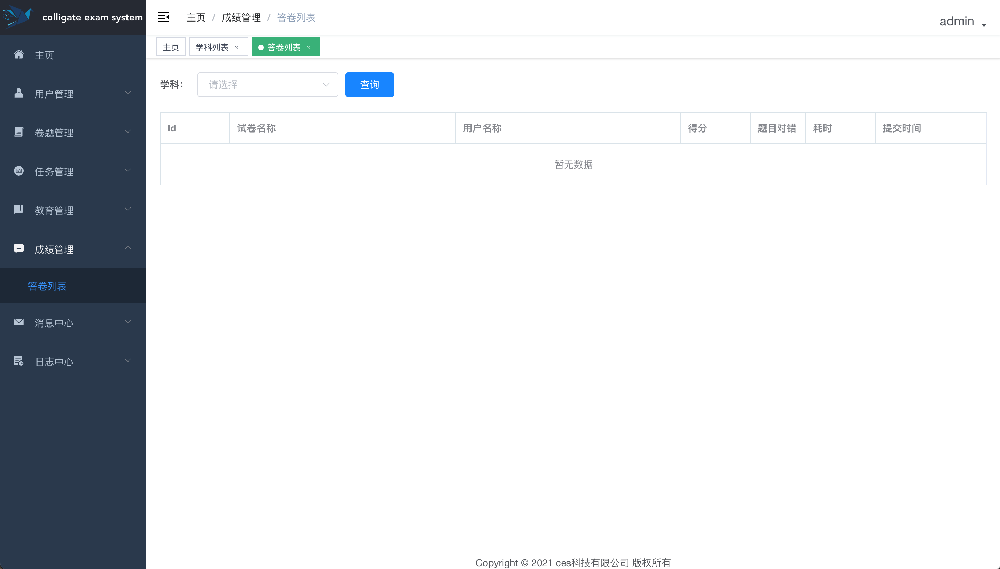 colligate exam system
主页 / 成绩管理 / 答卷列表
admin
主页
学科列表 ×
答卷列表 ×
主页
用户管理
卷题管理
任务管理
教育管理
成绩管理
答卷列表
消息中心
日志中心
学科：
请选择
查询
Id 试卷名称 用户名称 得分 题目对错 耗时 提交时间
暂无数据
Copyright © 2021 ces科技有限公司 版权所有